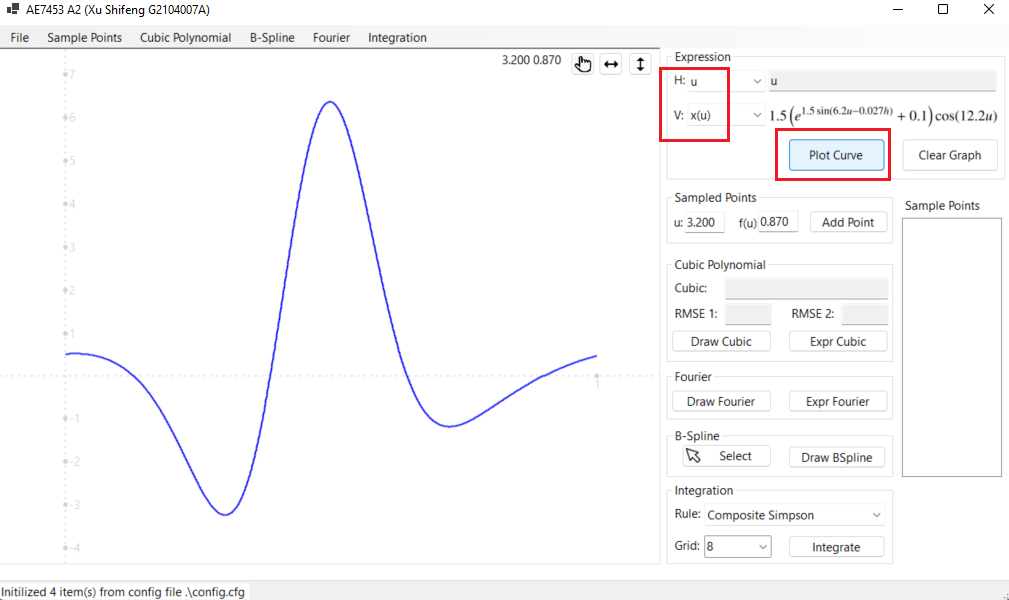 AE7453 A2 (Xu Shifeng G2104007A)
File Sample Points Cubic Polynomial B-Spline Fourier Integration
3.200 0.870
7
6
5
4
3
2
1
-1
-2
-3
-4
1
Expression
H: u u
V: x(u) 1.5(e^{1.5 sin(6.2u−0.027h)} + 0.1)cos(12.2u)
Plot Curve Clear Graph
Sampled Points
u: 3.200 f(u) 0.870 Add Point
Sample Points
Cubic Polynomial
Cubic:
RMSE 1: RMSE 2:
Draw Cubic Expr Cubic
Fourier
Draw Fourier Expr Fourier
B-Spline
Select Draw BSpline
Integration
Rule: Composite Simpson
Grid: 8 Integrate
Initilized 4 item(s) from config file .\config.cfg